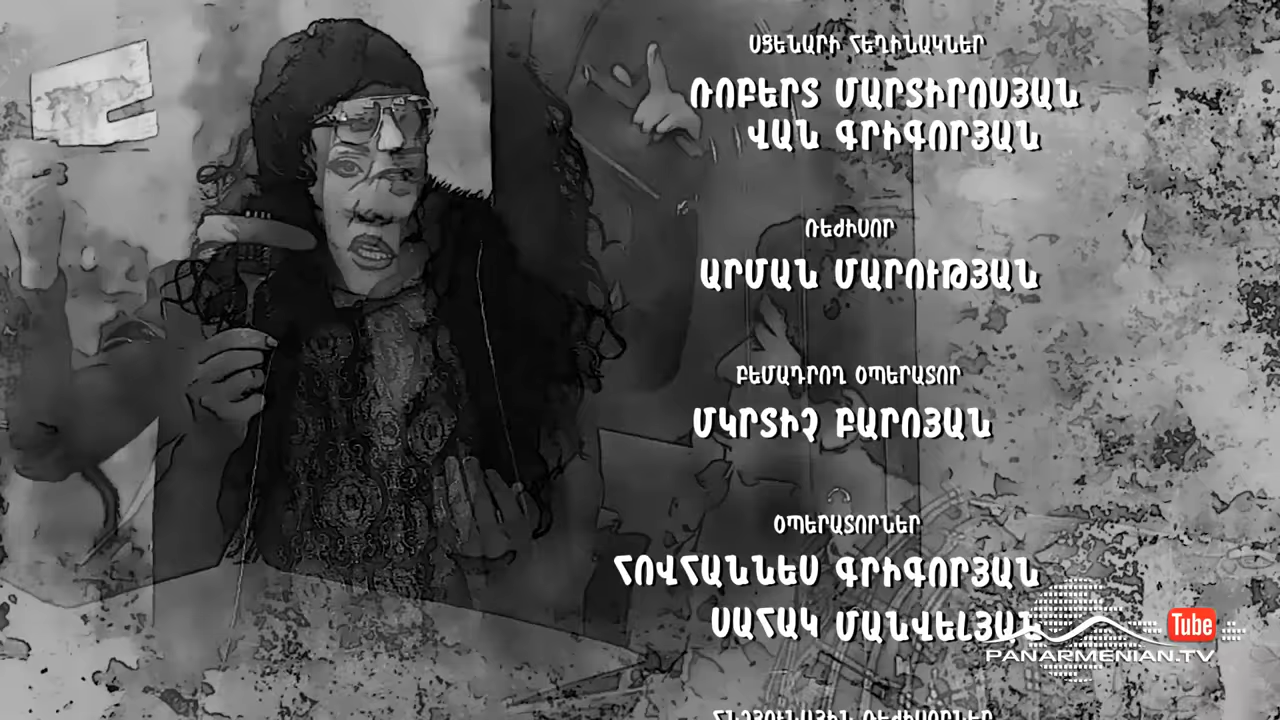 ՍՑԵՆԱՐԻ ՀԵՂԻՆԱԿՆԵՐ
ՌՈԲԵՐՏ ՄԱՐՏԻՐՈՍՅԱՆ
ՎԱՆ ԳՐԻԳՈՐՅԱՆ
ՌԵԺԻՍՈՐ
ԱՐՄԱՆ ՄԱՐՈՒԹՅԱՆ
ԲԵՄԱԴՐՈՂ ՕՊԵՐԱՏՈՐ
ՄԿՐՏԻՉ ԲԱՐՈՅԱՆ
ՕՊԵՐԱՏՈՐՆԵՐ
ՀՈՎՀԱՆՆԵՍ ԳՐԻԳՈՐՅԱՆ
ՍԱՀԱԿ ՄԱՆՎԵԼՅԱՆ
Tube
PANARMENIAN.TV